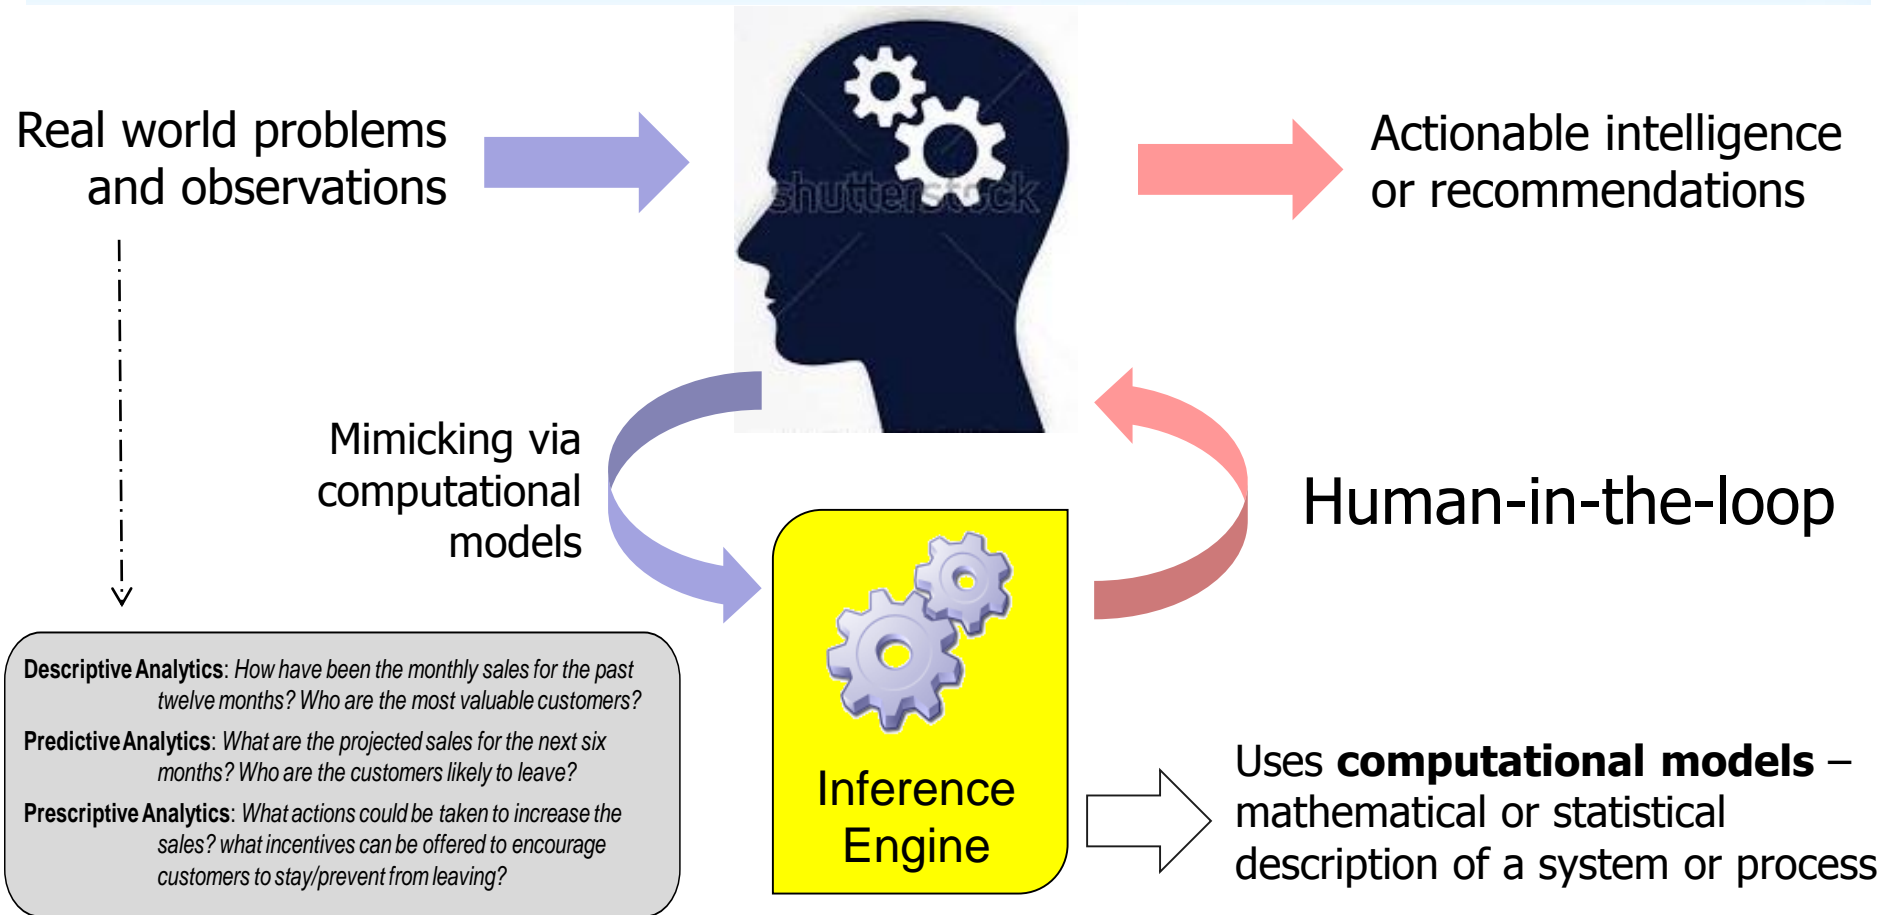 Real world problems
and observations
shutterstock
Actionable intelligence
or recommendations
Mimicking via
computational
models
Human-in-the-loop
Descriptive Analytics: How have been the monthly sales for the past
twelve months? Who are the most valuable customers?
Predictive Analytics: What are the projected sales for the next six
months? Who are the customers likely to leave?
Prescriptive Analytics: What actions could be taken to increase the
sales? what incentives can be offered to encourage
customers to stay/prevent from leaving?
Inference
Engine
Uses computational models –
mathematical or statistical
description of a system or process